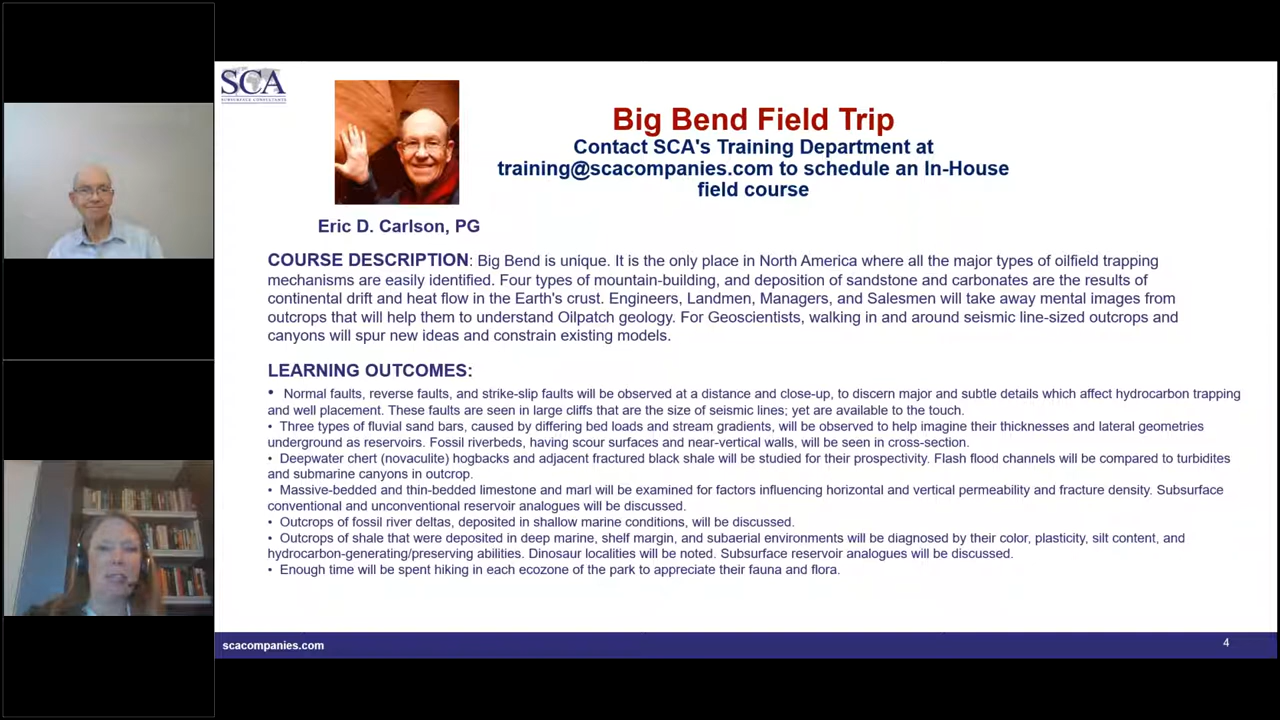 SCA
SUBSURFACE CONSULTANTS
Big Bend Field Trip
Contact SCA's Training Department at
training@scacompanies.com to schedule an In-House
field course
Eric D. Carlson, PG
COURSE DESCRIPTION: Big Bend is unique. It is the only place in North America where all the major types of oilfield trapping
mechanisms are easily identified. Four types of mountain-building, and deposition of sandstone and carbonates are the results of
continental drift and heat flow in the Earth's crust. Engineers, Landmen, Managers, and Salesmen will take away mental images from
outcrops that will help them to understand Oilpatch geology. For Geoscientists, walking in and around seismic line-sized outcrops and
canyons will spur new ideas and constrain existing models.
LEARNING OUTCOMES:
• Normal faults, reverse faults, and strike-slip faults will be observed at a distance and close-up, to discern major and subtle details which affect hydrocarbon trapping
and well placement. These faults are seen in large cliffs that are the size of seismic lines; yet are available to the touch.
• Three types of fluvial sand bars, caused by differing bed loads and stream gradients, will be observed to help imagine their thicknesses and lateral geometries
underground as reservoirs. Fossil riverbeds, having scour surfaces and near-vertical walls, will be seen in cross-section.
• Deepwater chert (novaculite) hogbacks and adjacent fractured black shale will be studied for their prospectivity. Flash flood channels will be compared to turbidites
and submarine canyons in outcrop.
• Massive-bedded and thin-bedded limestone and marl will be examined for factors influencing horizontal and vertical permeability and fracture density. Subsurface
conventional and unconventional reservoir analogues will be discussed.
• Outcrops of fossil river deltas, deposited in shallow marine conditions, will be discussed.
• Outcrops of shale that were deposited in deep marine, shelf margin, and subaerial environments will be diagnosed by their color, plasticity, silt content, and
hydrocarbon-generating/preserving abilities. Dinosaur localities will be noted. Subsurface reservoir analogues will be discussed.
• Enough time will be spent hiking in each ecozone of the park to appreciate their fauna and flora.
scacompanies.com
4